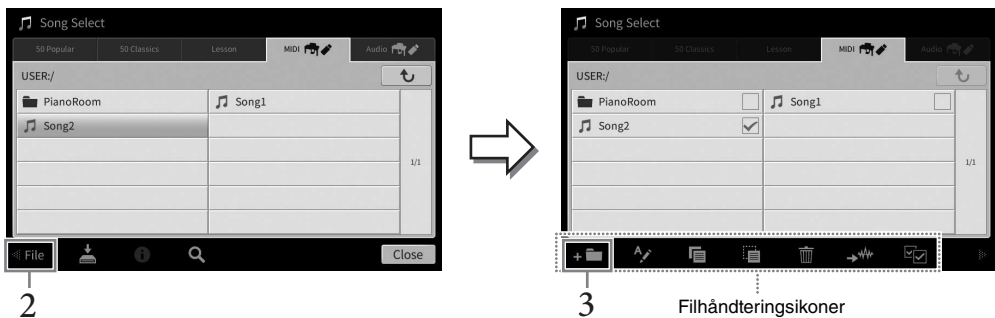 Song Select
50 Popular 50 Classics Lesson MIDI Audio
USER:/
PianoRoom Song1
Song2
1/1
File Close
2
Song Select
50 Popular 50 Classics Lesson MIDI Audio
USER:/
PianoRoom Song1
Song2
1/1
3
Filhåndteringsikoner